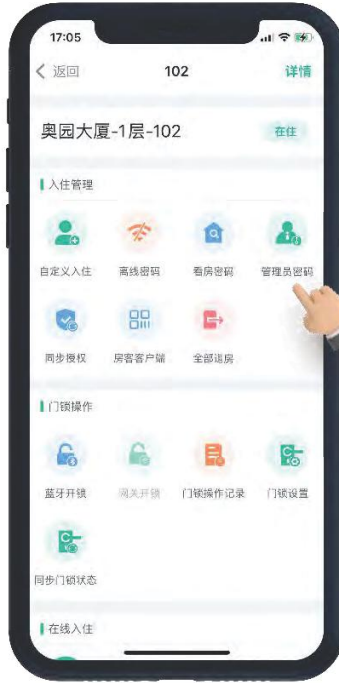 17:05
返回 102 详情
奥园大厦-1层-102 在住
入住管理
自定义入住 离线密码 看房密码 管理员密码
同步授权 房客客户端 全部退房
门锁操作
蓝牙开锁 网关开锁 门锁操作记录 门锁设置
同步门锁状态
在线入住